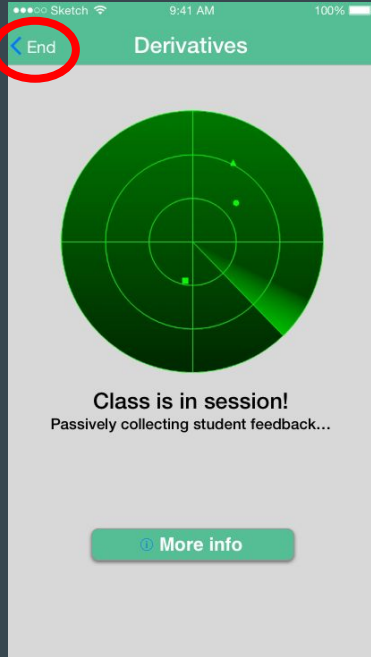 Sketch 9:41 AM 100%
End Derivatives
Class is in session!
Passively collecting student feedback...
More info